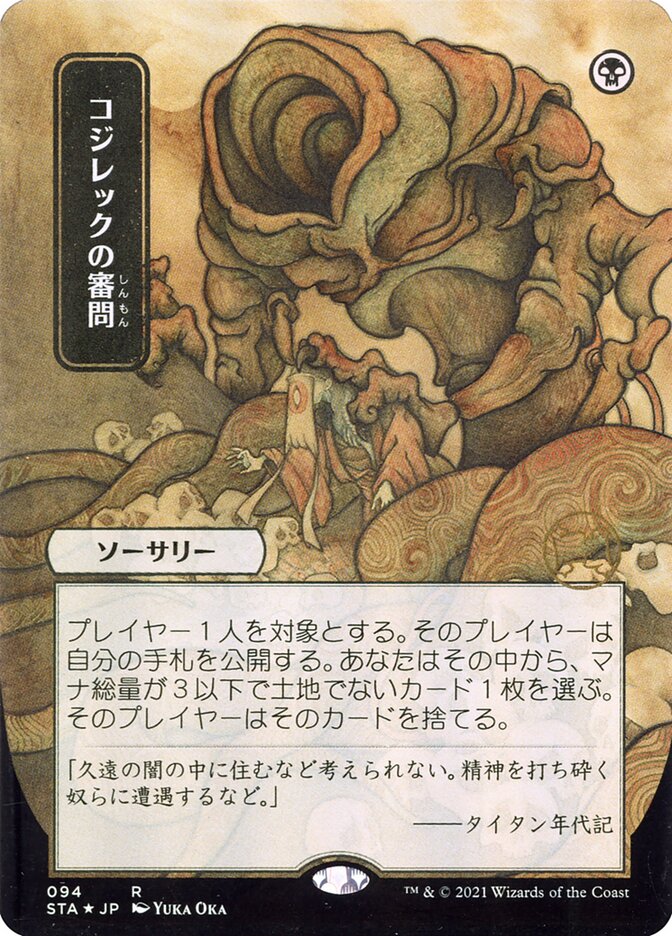 コジレックの審問
しんもん
ソーサリー
プレイヤー1人を対象とする。そのプレイヤーは
自分の手札を公開する。あなたはその中から、マ
ナ総量が3以下で土地でないカード1枚を選ぶ。
そのプレイヤーはそのカードを捨てる。
「久遠の闇の中に住むなど考えられない。精神を打ち砕く
奴らに遭遇するなど。」
――タイタン年代記
094 R
STA★JP YUKA OKA
™ & © 2021 Wizards of the Coast